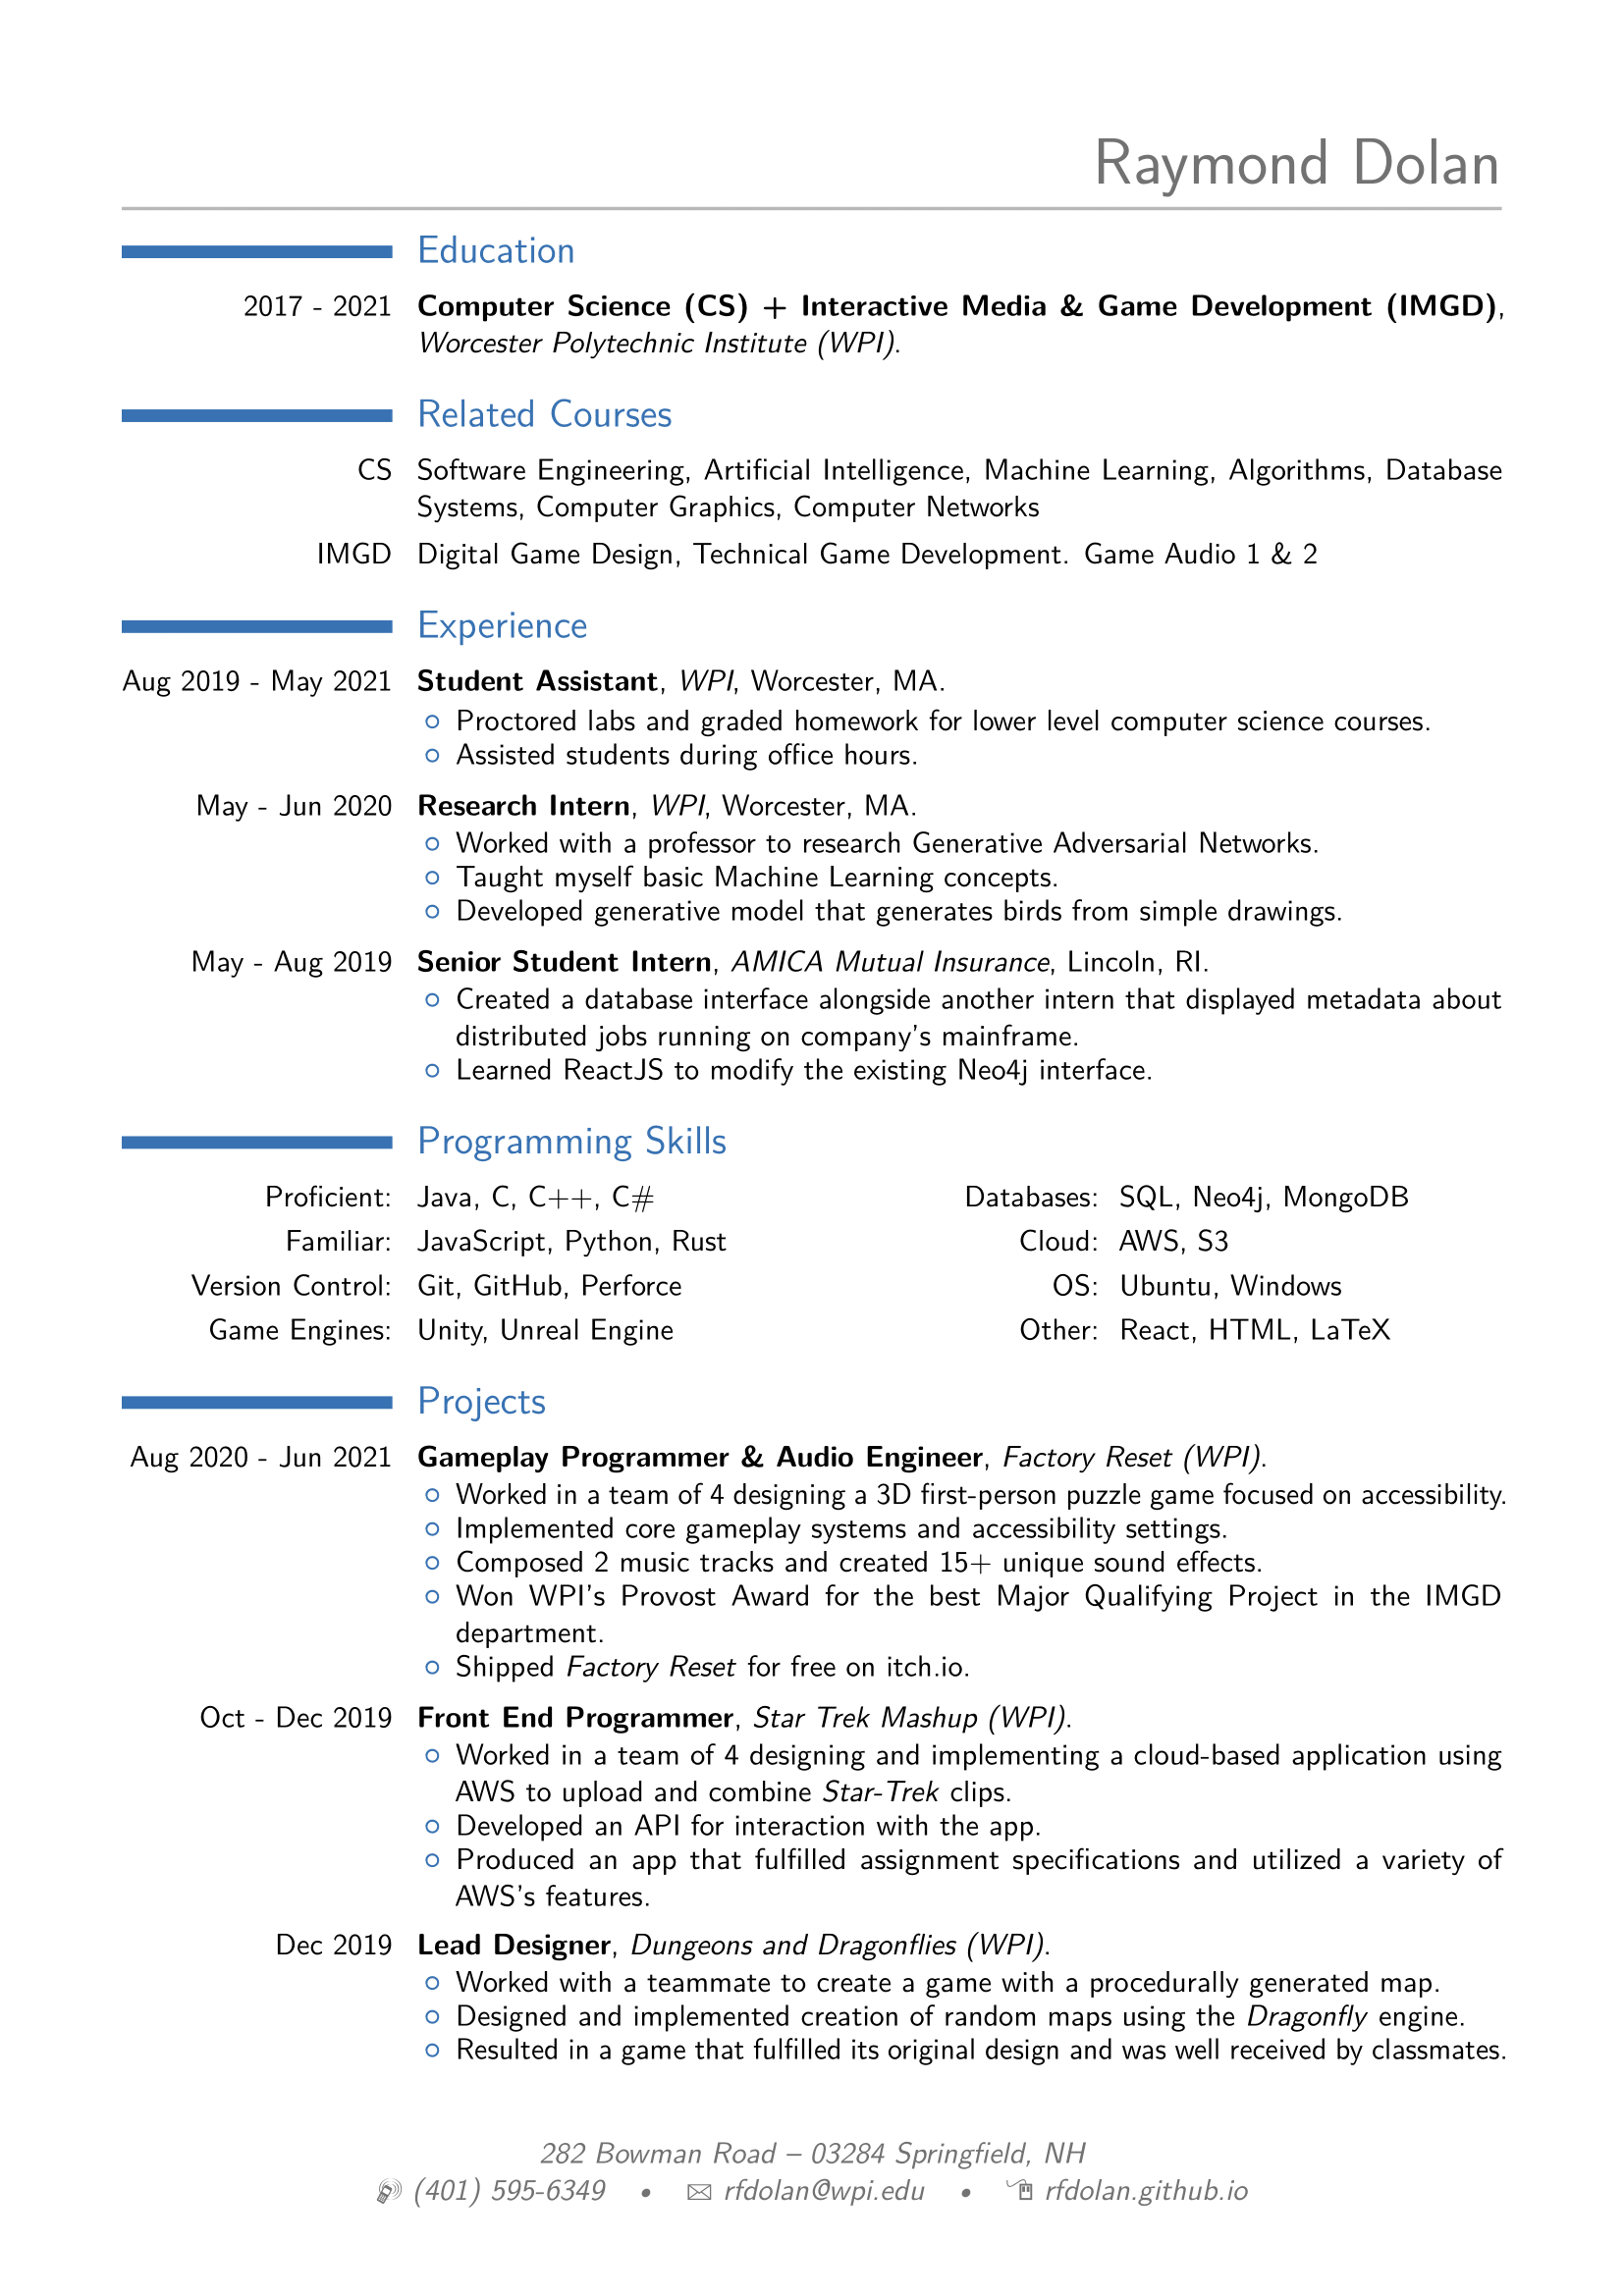 Raymond Dolan
Education
2017 - 2021 Computer Science (CS) + Interactive Media & Game Development (IMGD),
Worcester Polytechnic Institute (WPI).
Related Courses
CS Software Engineering, Artificial Intelligence, Machine Learning, Algorithms, Database
Systems, Computer Graphics, Computer Networks
IMGD Digital Game Design, Technical Game Development. Game Audio 1 & 2
Experience
Aug 2019 - May 2021 Student Assistant, WPI, Worcester, MA.
Proctored labs and graded homework for lower level computer science courses.
Assisted students during office hours.
May - Jun 2020 Research Intern, WPI, Worcester, MA.
Worked with a professor to research Generative Adversarial Networks.
Taught myself basic Machine Learning concepts.
Developed generative model that generates birds from simple drawings.
May - Aug 2019 Senior Student Intern, AMICA Mutual Insurance, Lincoln, RI.
Created a database interface alongside another intern that displayed metadata about
distributed jobs running on company's mainframe.
Learned ReactJS to modify the existing Neo4j interface.
Programming Skills
Proficient: Java, C, C++, C# Databases: SQL, Neo4j, MongoDB
Familiar: JavaScript, Python, Rust Cloud: AWS, S3
Version Control: Git, GitHub, Perforce OS: Ubuntu, Windows
Game Engines: Unity, Unreal Engine Other: React, HTML, LaTeX
Projects
Aug 2020 - Jun 2021 Gameplay Programmer & Audio Engineer, Factory Reset (WPI).
Worked in a team of 4 designing a 3D first-person puzzle game focused on accessibility.
Implemented core gameplay systems and accessibility settings.
Composed 2 music tracks and created 15+ unique sound effects.
Won WPI's Provost Award for the best Major Qualifying Project in the IMGD
department.
Shipped Factory Reset for free on itch.io.
Oct - Dec 2019 Front End Programmer, Star Trek Mashup (WPI).
Worked in a team of 4 designing and implementing a cloud-based application using
AWS to upload and combine Star-Trek clips.
Developed an API for interaction with the app.
Produced an app that fulfilled assignment specifications and utilized a variety of
AWS's features.
Dec 2019 Lead Designer, Dungeons and Dragonflies (WPI).
Worked with a teammate to create a game with a procedurally generated map.
Designed and implemented creation of random maps using the Dragonfly engine.
Resulted in a game that fulfilled its original design and was well received by classmates.
282 Bowman Road – 03284 Springfield, NH
(401) 595-6349 • rfdolan@wpi.edu • rfdolan.github.io